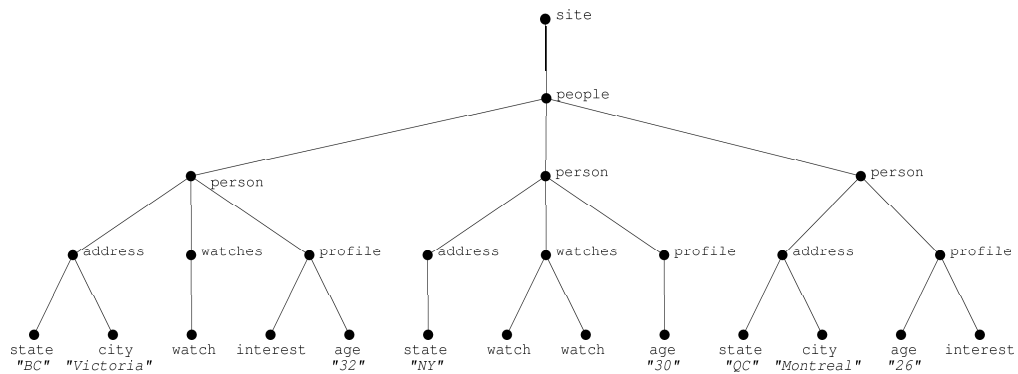 site
people
person person person
address watches profile address watches profile address profile
state city watch interest age state watch watch age state city age interest
"BC" "Victoria" "32" "NY" "30" "QC" "Montreal" "26"